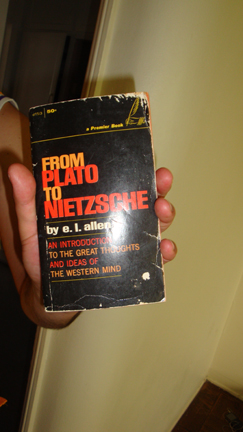 50¢
a Premier Book
FROM
PLATO
TO
NIETZSCHE
by e. l. allen
AN INTRODUCTION
TO THE GREAT THOUGHTS
AND IDEAS OF
THE WESTERN MIND